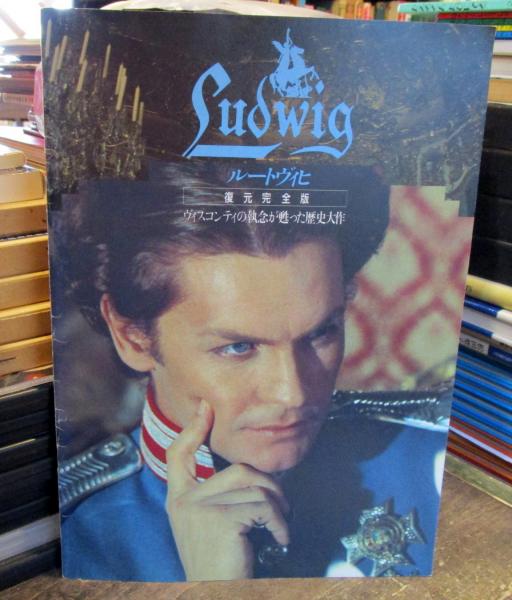 Ludwig
ルートヴィヒ
復元完全版
ヴィスコンティの執念が甦った歴史大作